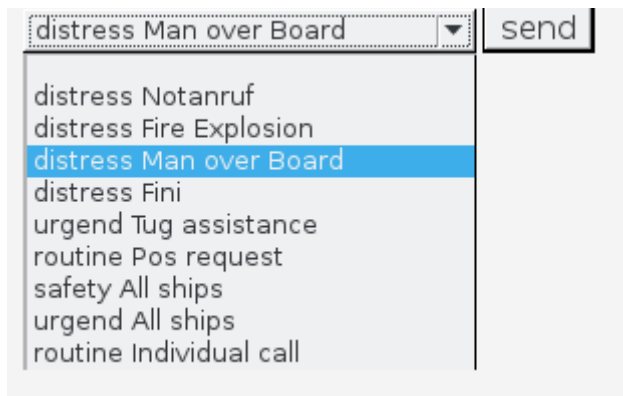 distress Man over Board
send
distress Notanruf
distress Fire Explosion
distress Man over Board
distress Fini
urgend Tug assistance
routine Pos request
safety All ships
urgend All ships
routine Individual call